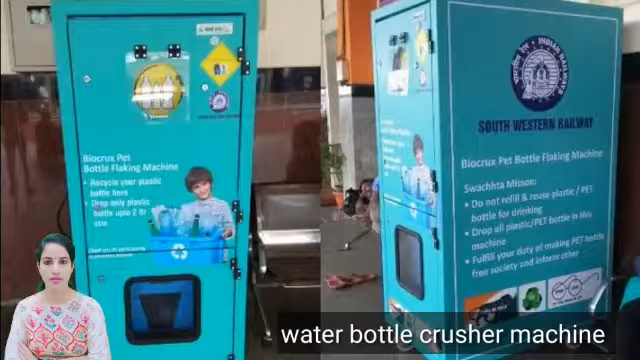 Biocrux Pet
Bottle Flaking Machine
• Recycle your plastic
bottle here
• Drop only plastic
bottle upto 2 ltr
size
भारतीय रेल
INDIAN RAILWAYS
SOUTH WESTERN RAILWAY
Biocrux Pet Bottle Flaking Machine
Swachhta Misson:
• Do not refill & reuse plastic / PET
bottle for drinking
• Drop all plastic/PET bottle in this
machine
• Fulfill your duty of making PET bottle
free society and inform other
water bottle crusher machine